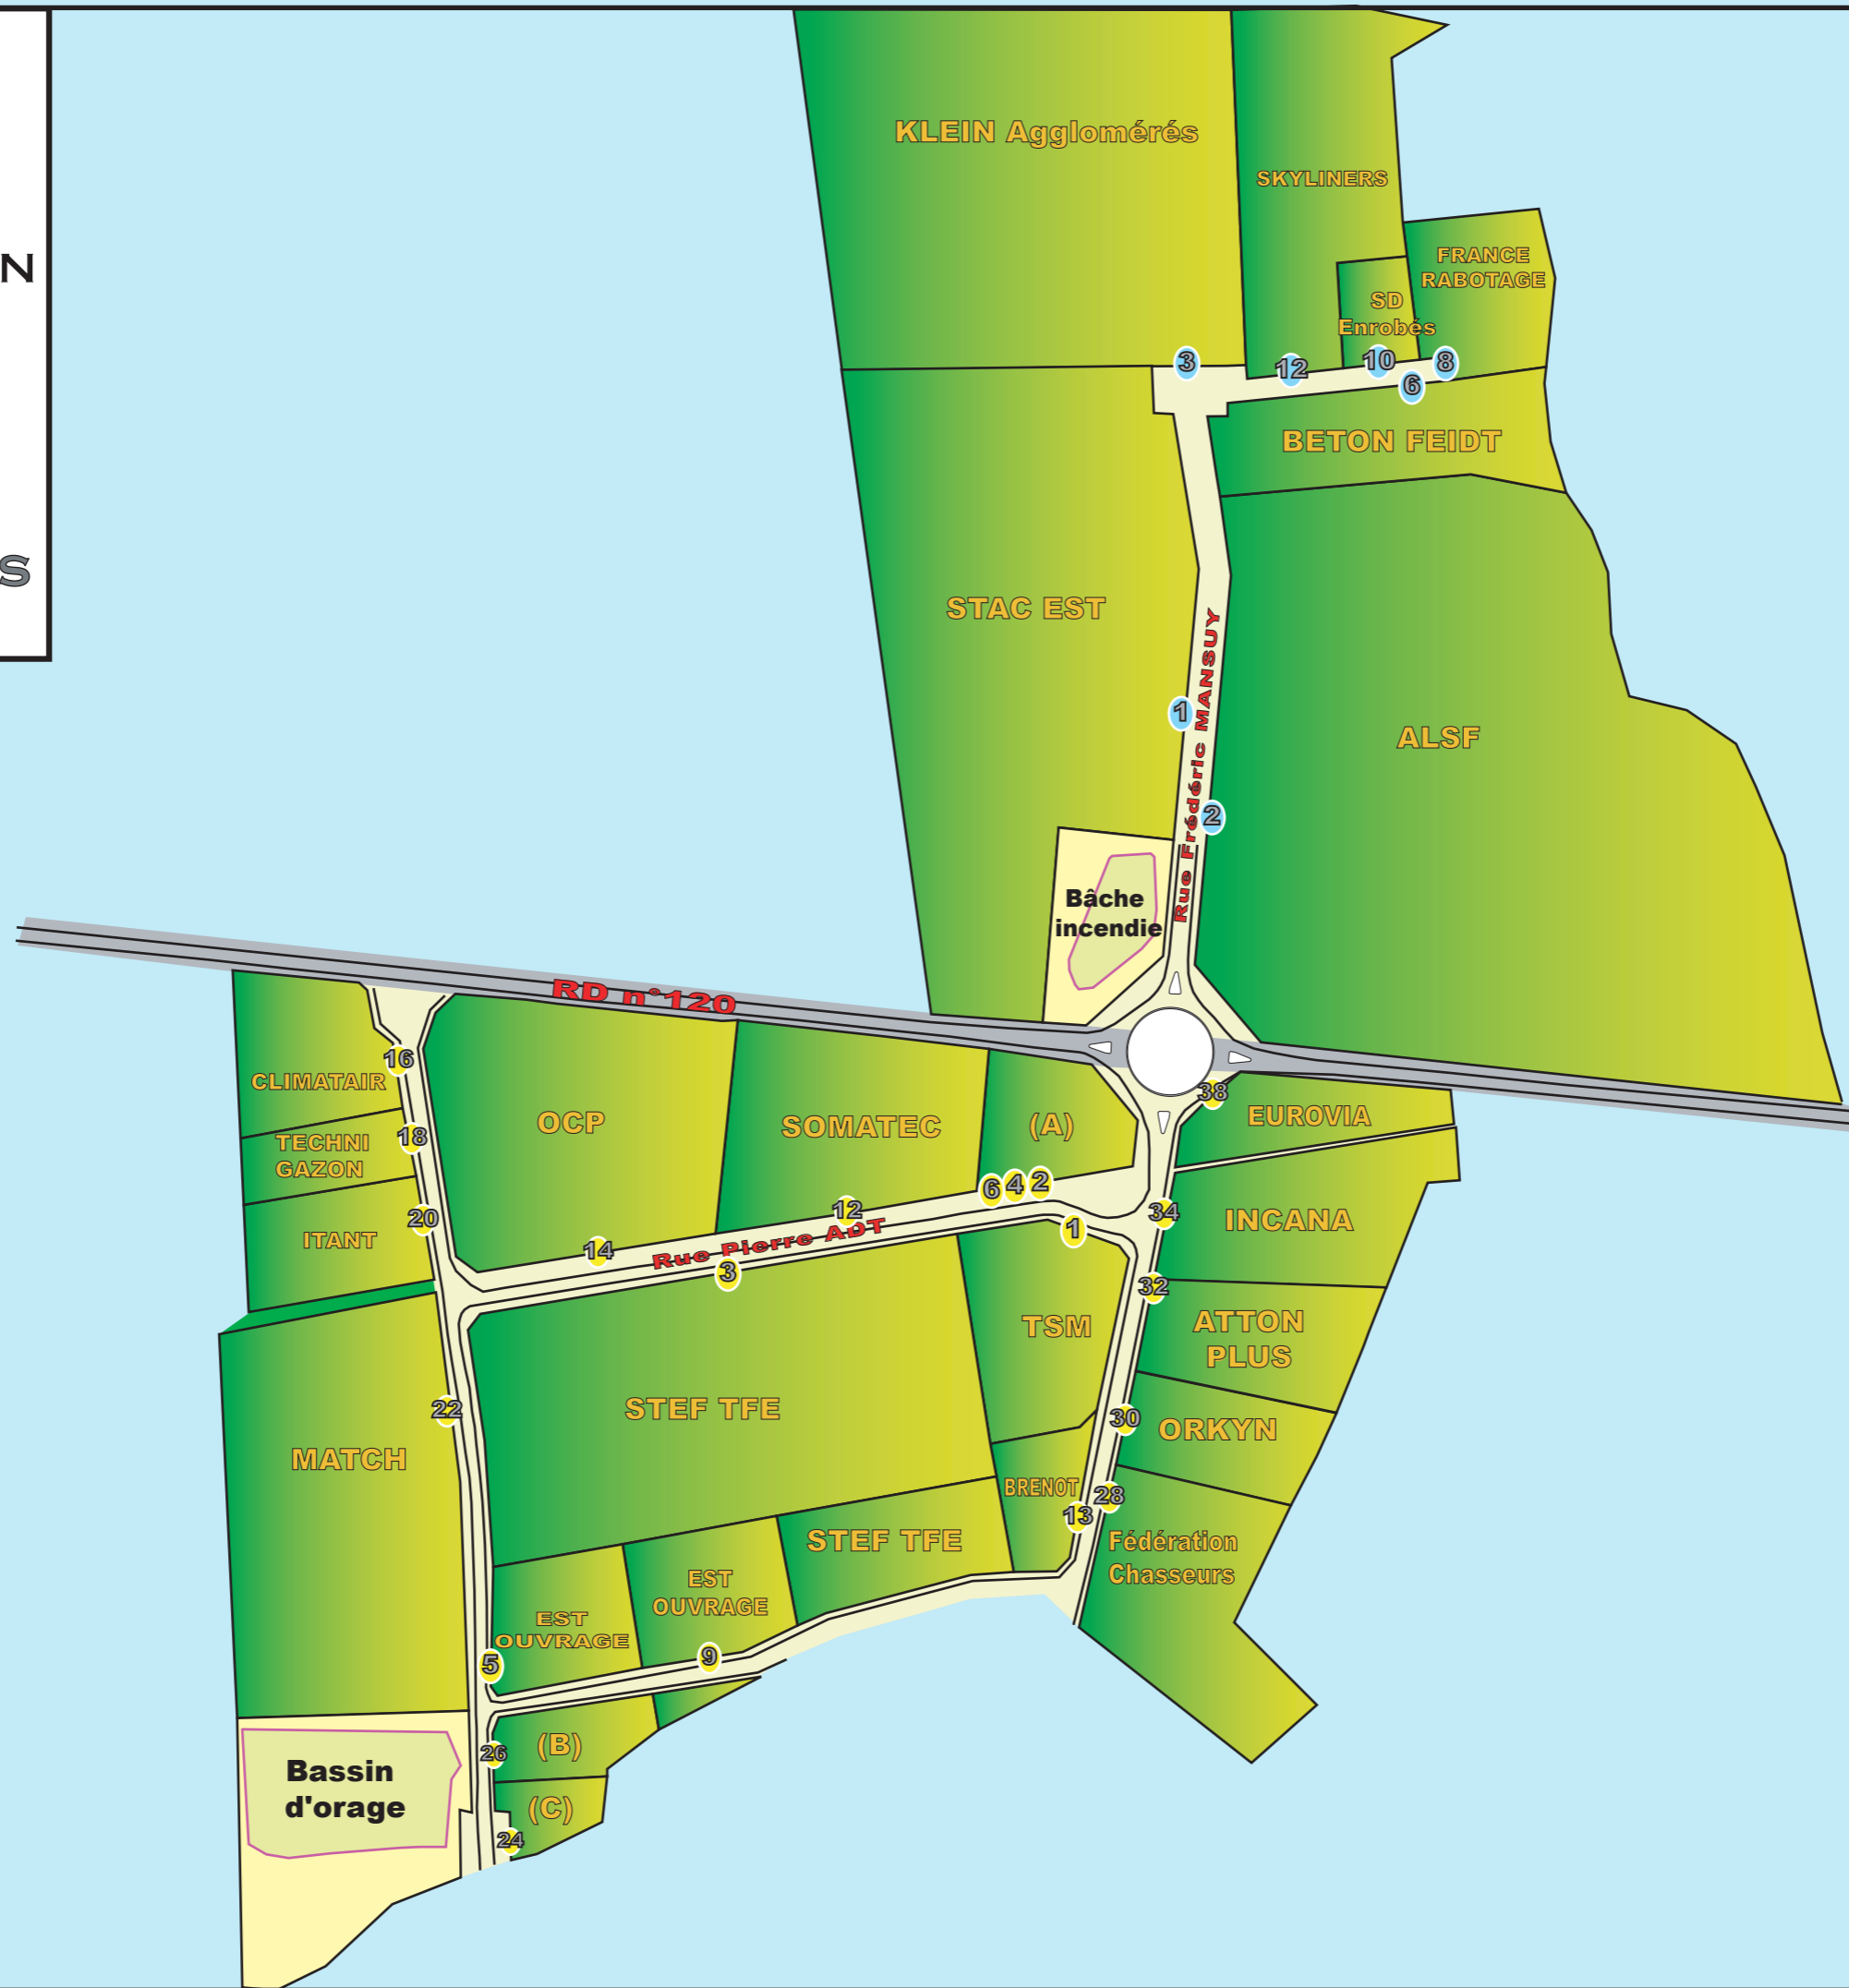 N
S
KLEIN Agglomérés
SKYLINERS
FRANCE
RABOTAGE
SD
Enrobés
3
12
10
8
6
BETON FEIDT
STAC EST
Rue Frédéric MANSUY
1
ALSF
2
Bâche
incendie
RD n°120
16
CLIMATAIR
OCP
SOMATEC
(A)
38
EUROVIA
TECHNI
GAZON
18
6
4
2
12
20
ITANT
14
Rue Pierre ADT
3
1
34
INCANA
32
TSM
ATTON
PLUS
STEF TFE
22
MATCH
30
ORKYN
BRENOT
28
13
STEF TFE
Fédération
Chasseurs
EST
OUVRAGE
EST
OUVRAGE
5
9
(B)
26
Bassin
d'orage
(C)
24